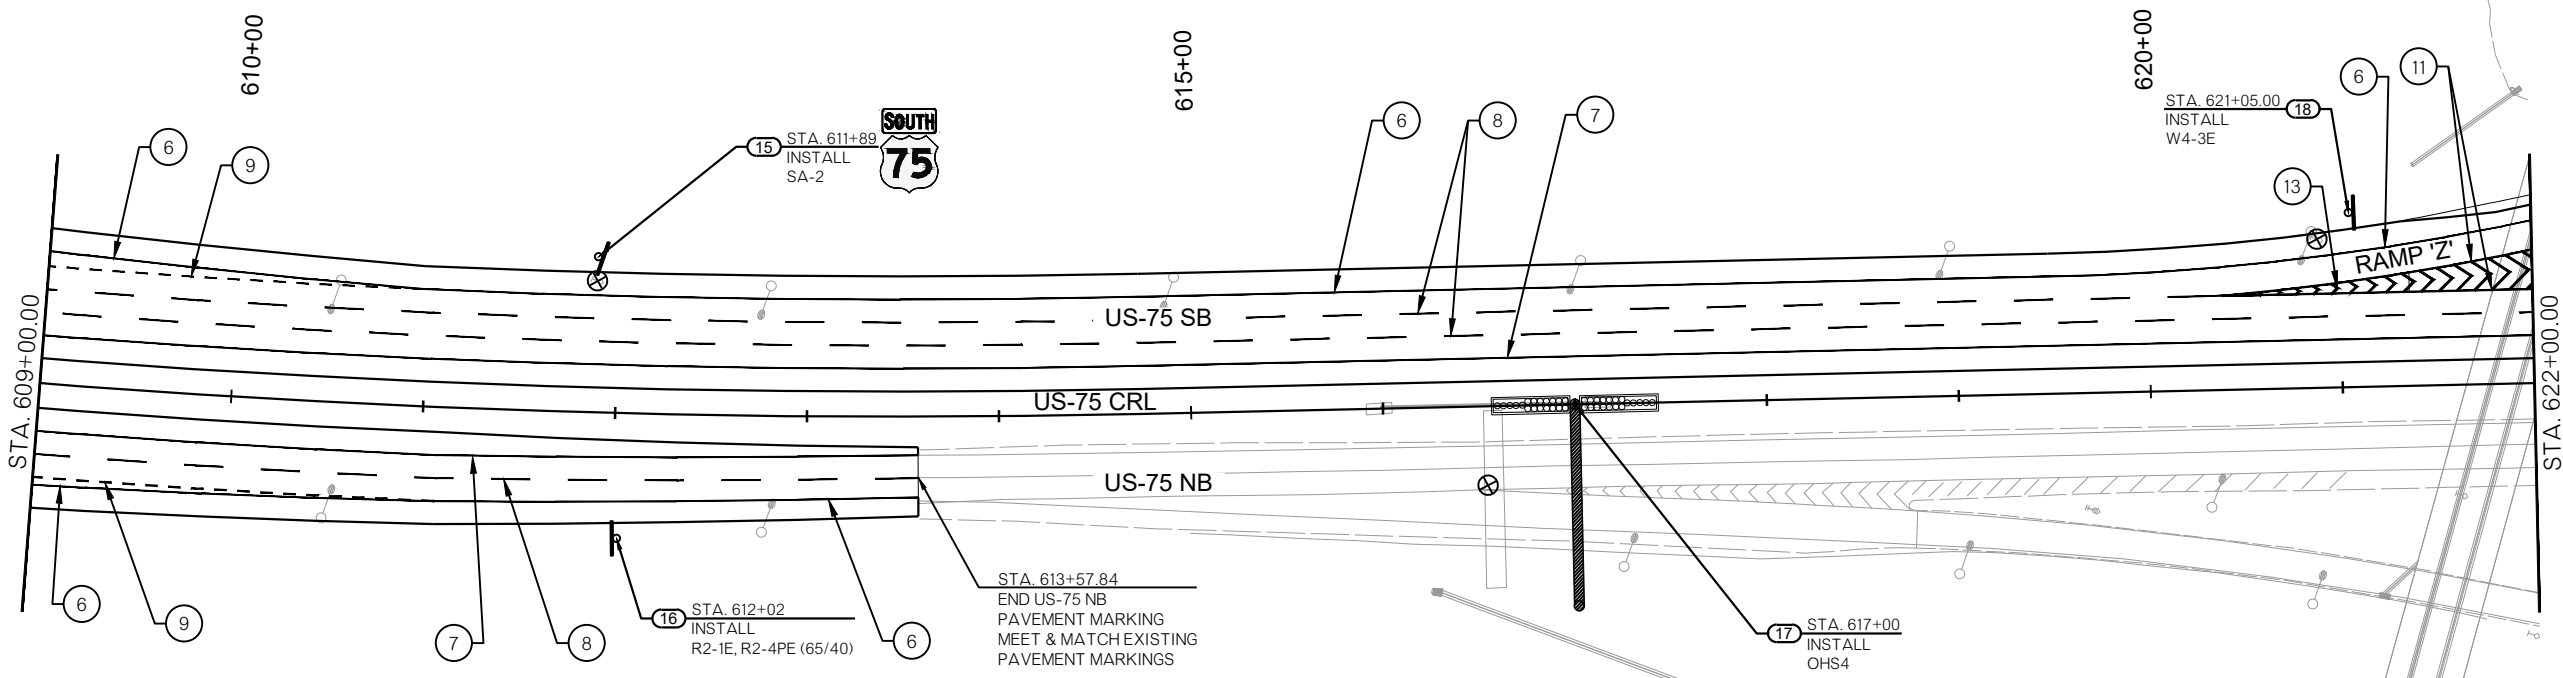 610+00
615+00
620+00
6
9
15
STA. 611+89
INSTALL
SA-2
SOUTH
75
6
8
7
STA. 621+05.00
INSTALL
W4-3E
18
6
11
13
RAMP 'Z'
US-75 SB
US-75 CRL
US-75 NB
STA. 609+00.00
STA. 622+00.00
6
9
7
8
16
STA. 612+02
INSTALL
R2-1E, R2-4PE (65/40)
6
STA. 613+57.84
END US-75 NB
PAVEMENT MARKING
MEET & MATCH EXISTING
PAVEMENT MARKINGS
17
STA. 617+00
INSTALL
OHS4